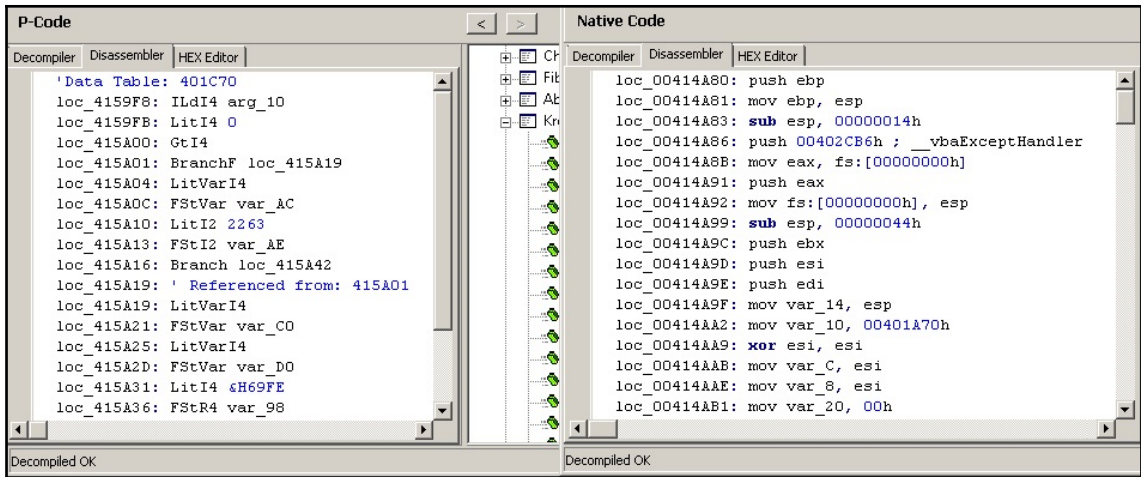 P-Code
< >
Decompiler Disassembler HEX Editor
'Data Table: 401C70
loc_4159F8: ILdI4 arg_10
loc_4159FB: LitI4 0
loc_415A00: GtI4
loc_415A01: BranchF loc_415A19
loc_415A04: LitVarI4
loc_415A0C: FStVar var_AC
loc_415A10: LitI2 2263
loc_415A13: FStI2 var_AE
loc_415A16: Branch loc_415A42
loc_415A19: ' Referenced from: 415A01
loc_415A19: LitVarI4
loc_415A21: FStVar var_C0
loc_415A25: LitVarI4
loc_415A2D: FStVar var_D0
loc_415A31: LitI4 &H69FE
loc_415A36: FStR4 var_98
Decompiled OK
Ch
Fib
Ab
Kr
Native Code
Decompiler Disassembler HEX Editor
loc_00414A80: push ebp
loc_00414A81: mov ebp, esp
loc_00414A83: sub esp, 00000014h
loc_00414A86: push 00402CB6h ; __vbaExceptHandler
loc_00414A8B: mov eax, fs:[00000000h]
loc_00414A91: push eax
loc_00414A92: mov fs:[00000000h], esp
loc_00414A99: sub esp, 00000044h
loc_00414A9C: push ebx
loc_00414A9D: push esi
loc_00414A9E: push edi
loc_00414A9F: mov var_14, esp
loc_00414AA2: mov var_10, 00401A70h
loc_00414AA9: xor esi, esi
loc_00414AAB: mov var_C, esi
loc_00414AAE: mov var_8, esi
loc_00414AB1: mov var_20, 00h
Decompiled OK